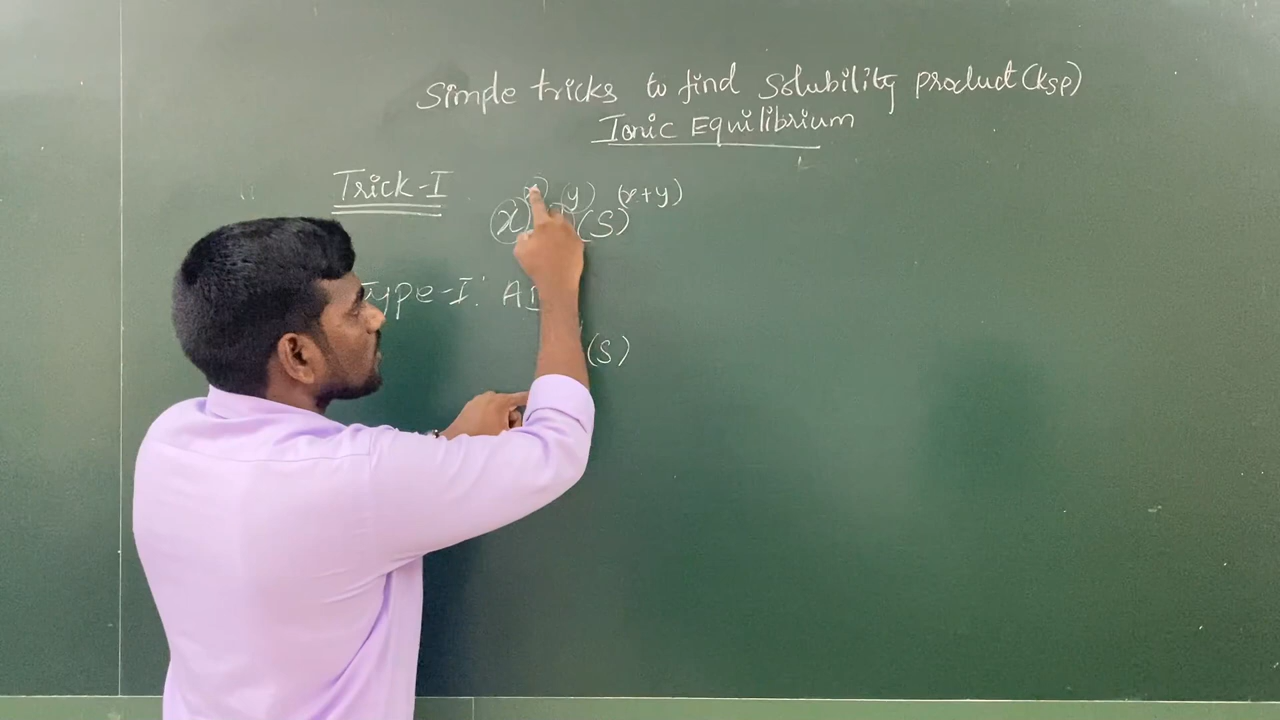 Simple tricks to find Solubility product (Ksp)
Ionic Equilibrium
Trick-I
(x) (y) (x+y)
(x) (S)
Type-I:
(S)